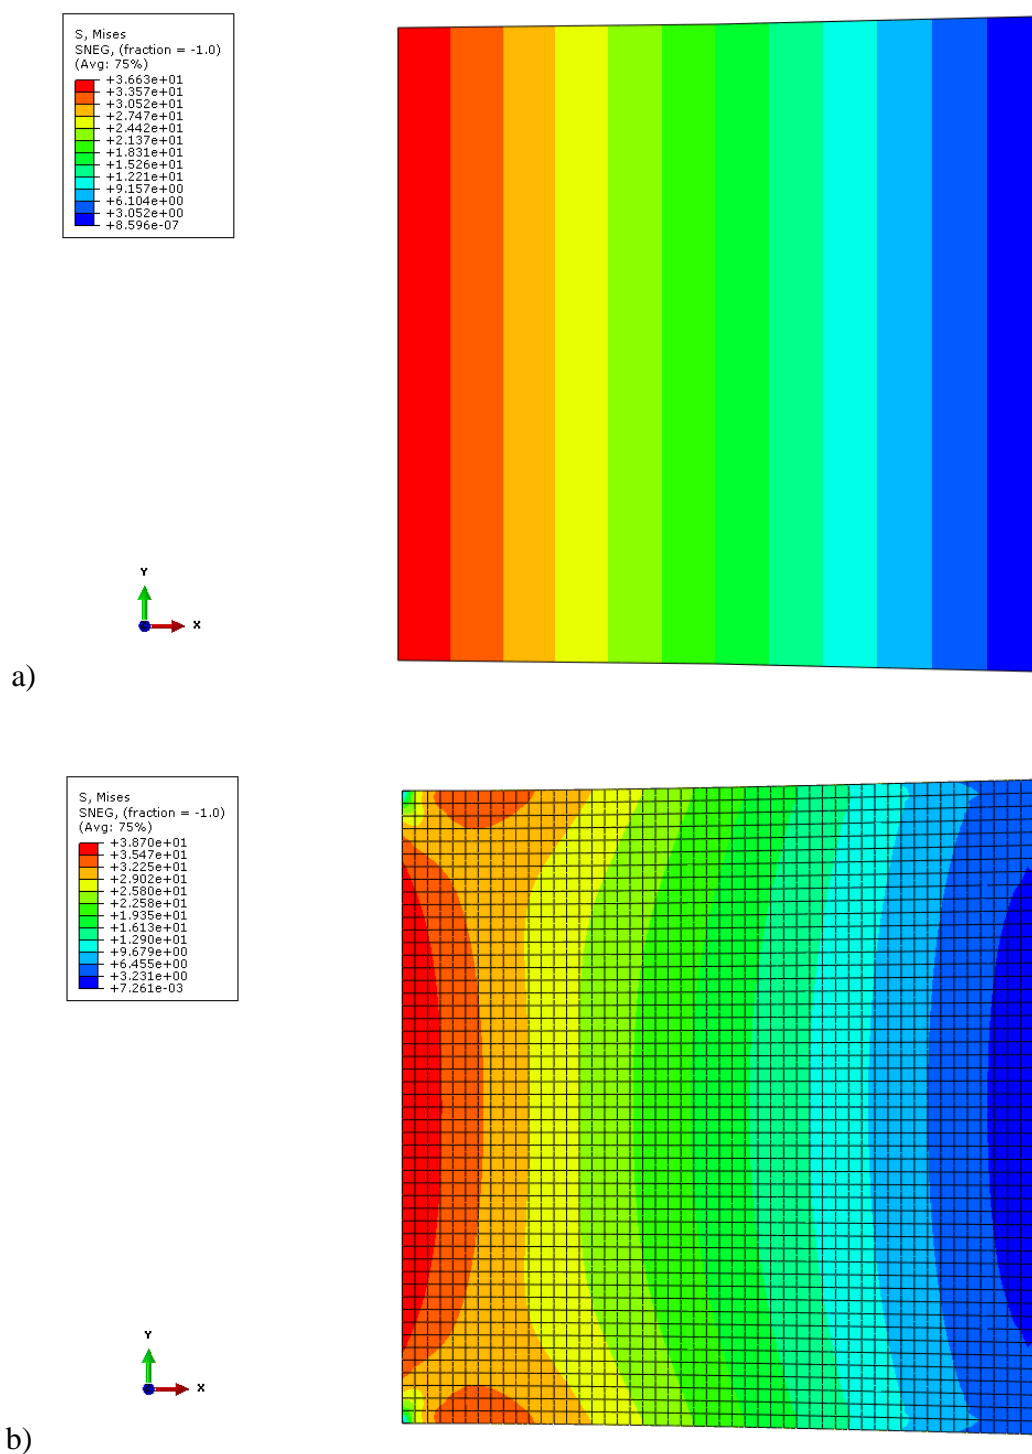 S, Mises
SNEG, (fraction = -1.0)
(Avg: 75%)
+3.663e+01
+3.357e+01
+3.052e+01
+2.747e+01
+2.442e+01
+2.137e+01
+1.831e+01
+1.526e+01
+1.221e+01
+9.157e+00
+6.104e+00
+3.052e+00
+8.596e-07
Y
X
a)
S, Mises
SNEG, (fraction = -1.0)
(Avg: 75%)
+3.870e+01
+3.547e+01
+3.225e+01
+2.902e+01
+2.580e+01
+2.258e+01
+1.935e+01
+1.613e+01
+1.290e+01
+9.679e+00
+6.455e+00
+3.231e+00
+7.261e-03
Y
X
b)